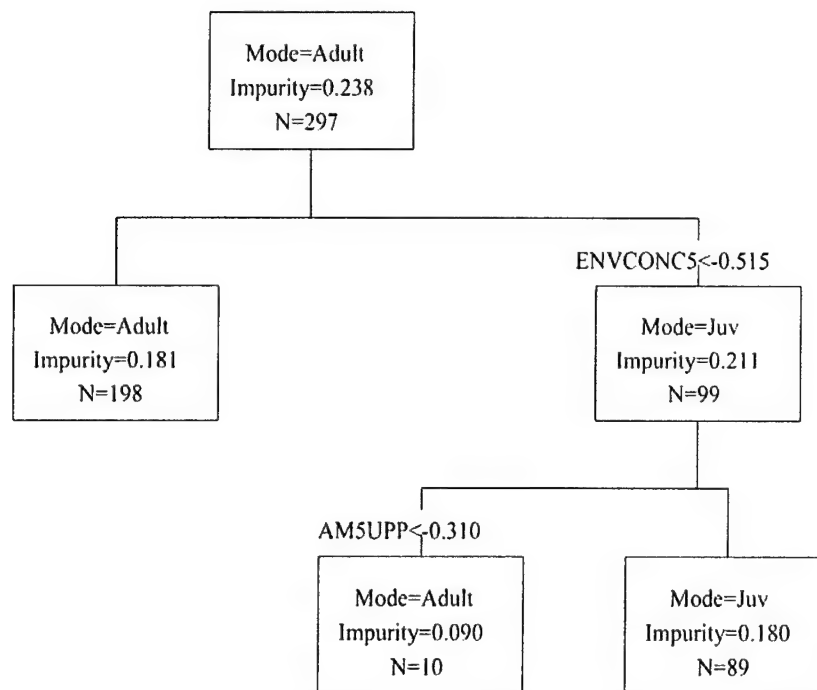 Mode=Adult
Impurity=0.238
N=297
ENVCONC5<-0.515
Mode=Adult
Impurity=0.181
N=198
Mode=Juv
Impurity=0.211
N=99
AM5UPP<-0.310
Mode=Adult
Impurity=0.090
N=10
Mode=Juv
Impurity=0.180
N=89